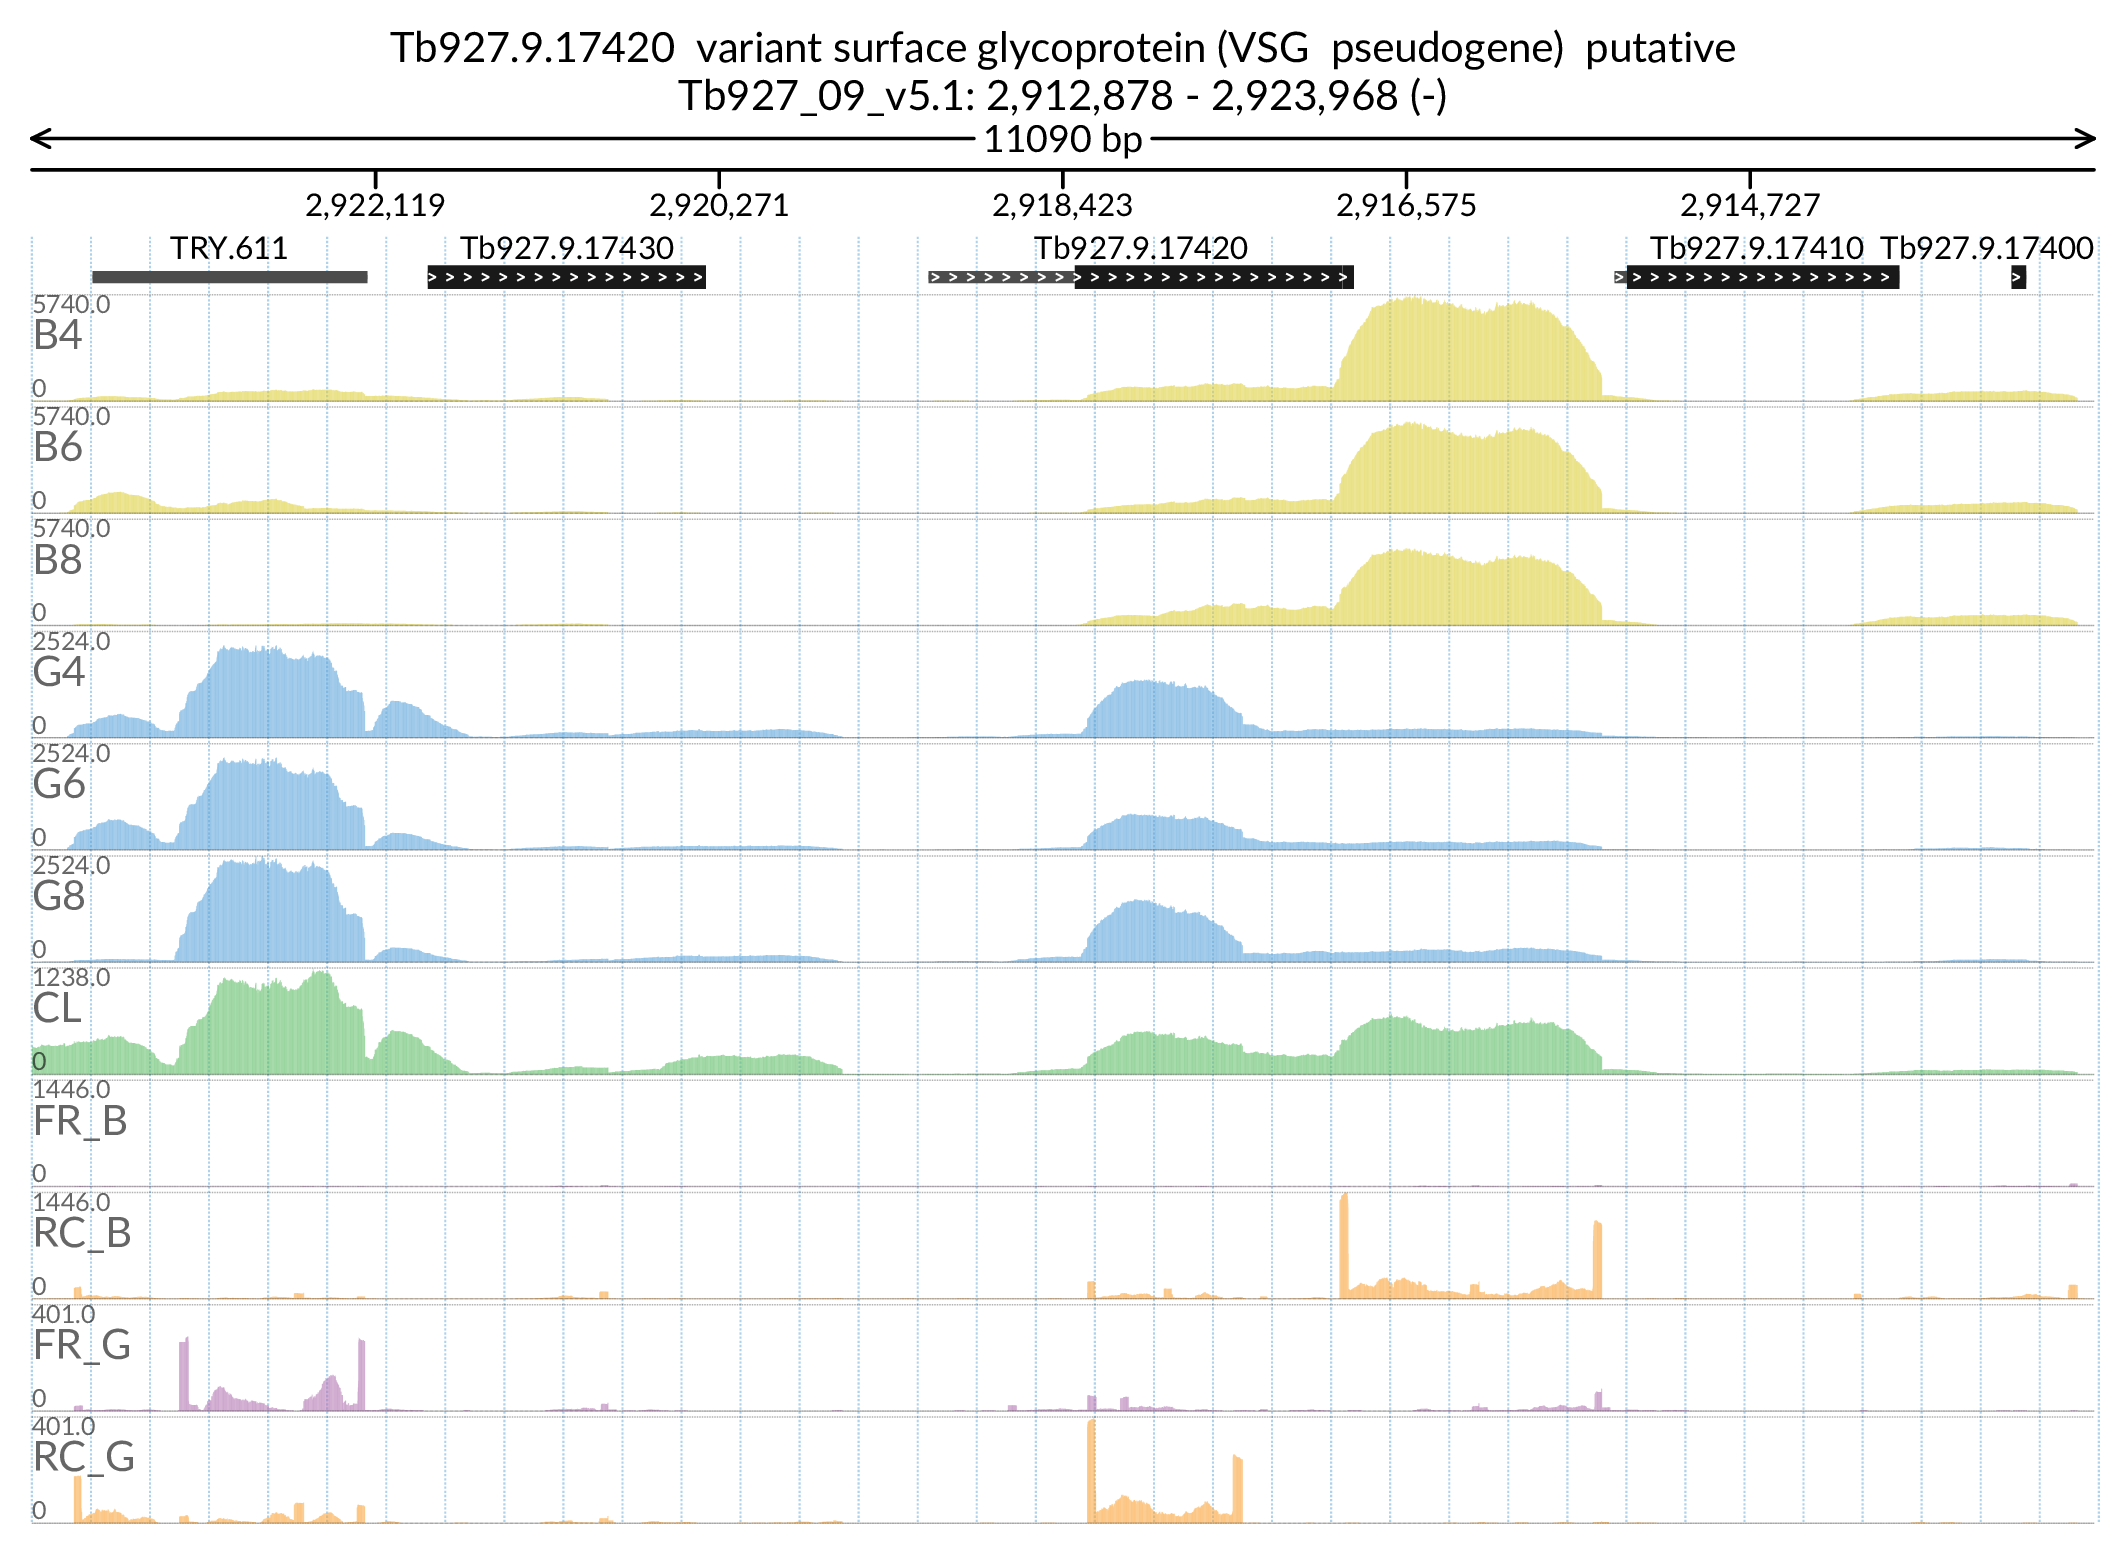 Tb927.9.17420 variant surface glycoprotein (VSG pseudogene) putative
Tb927_09_v5.1: 2,912,878 - 2,923,968 (-)
11090 bp
2,922,119 2,920,271 2,918,423 2,916,575 2,914,727
TRY.611 Tb927.9.17430 Tb927.9.17420 Tb927.9.17410 Tb927.9.17400
5740.0
B4
0
5740.0
B6
0
5740.0
B8
0
2524.0
G4
0
2524.0
G6
0
2524.0
G8
0
1238.0
CL
0
1446.0
FR_B
0
1446.0
RC_B
0
401.0
FR_G
0
401.0
RC_G
0